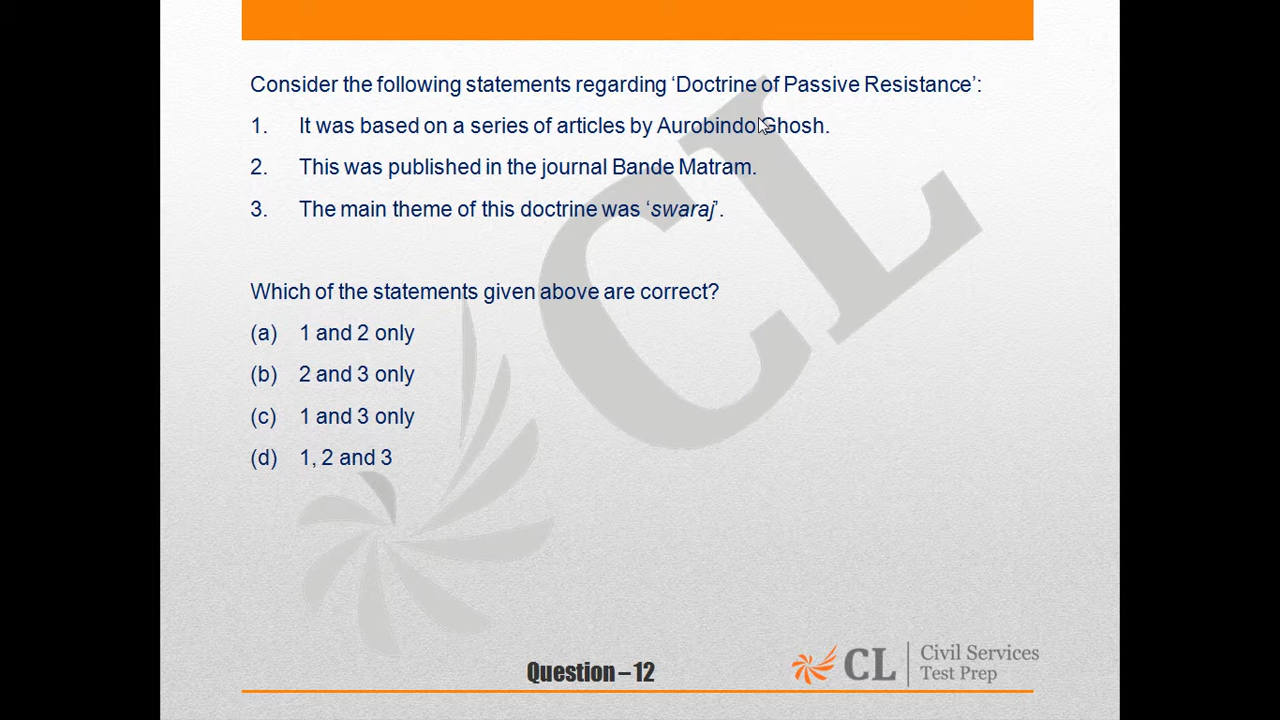 Consider the following statements regarding ‘Doctrine of Passive Resistance’:
1. It was based on a series of articles by Aurobindo Ghosh.
2. This was published in the journal Bande Matram.
3. The main theme of this doctrine was ‘swaraj’.
Which of the statements given above are correct?
(a) 1 and 2 only
(b) 2 and 3 only
(c) 1 and 3 only
(d) 1, 2 and 3
CL
Question – 12
CL
Civil Services
Test Prep